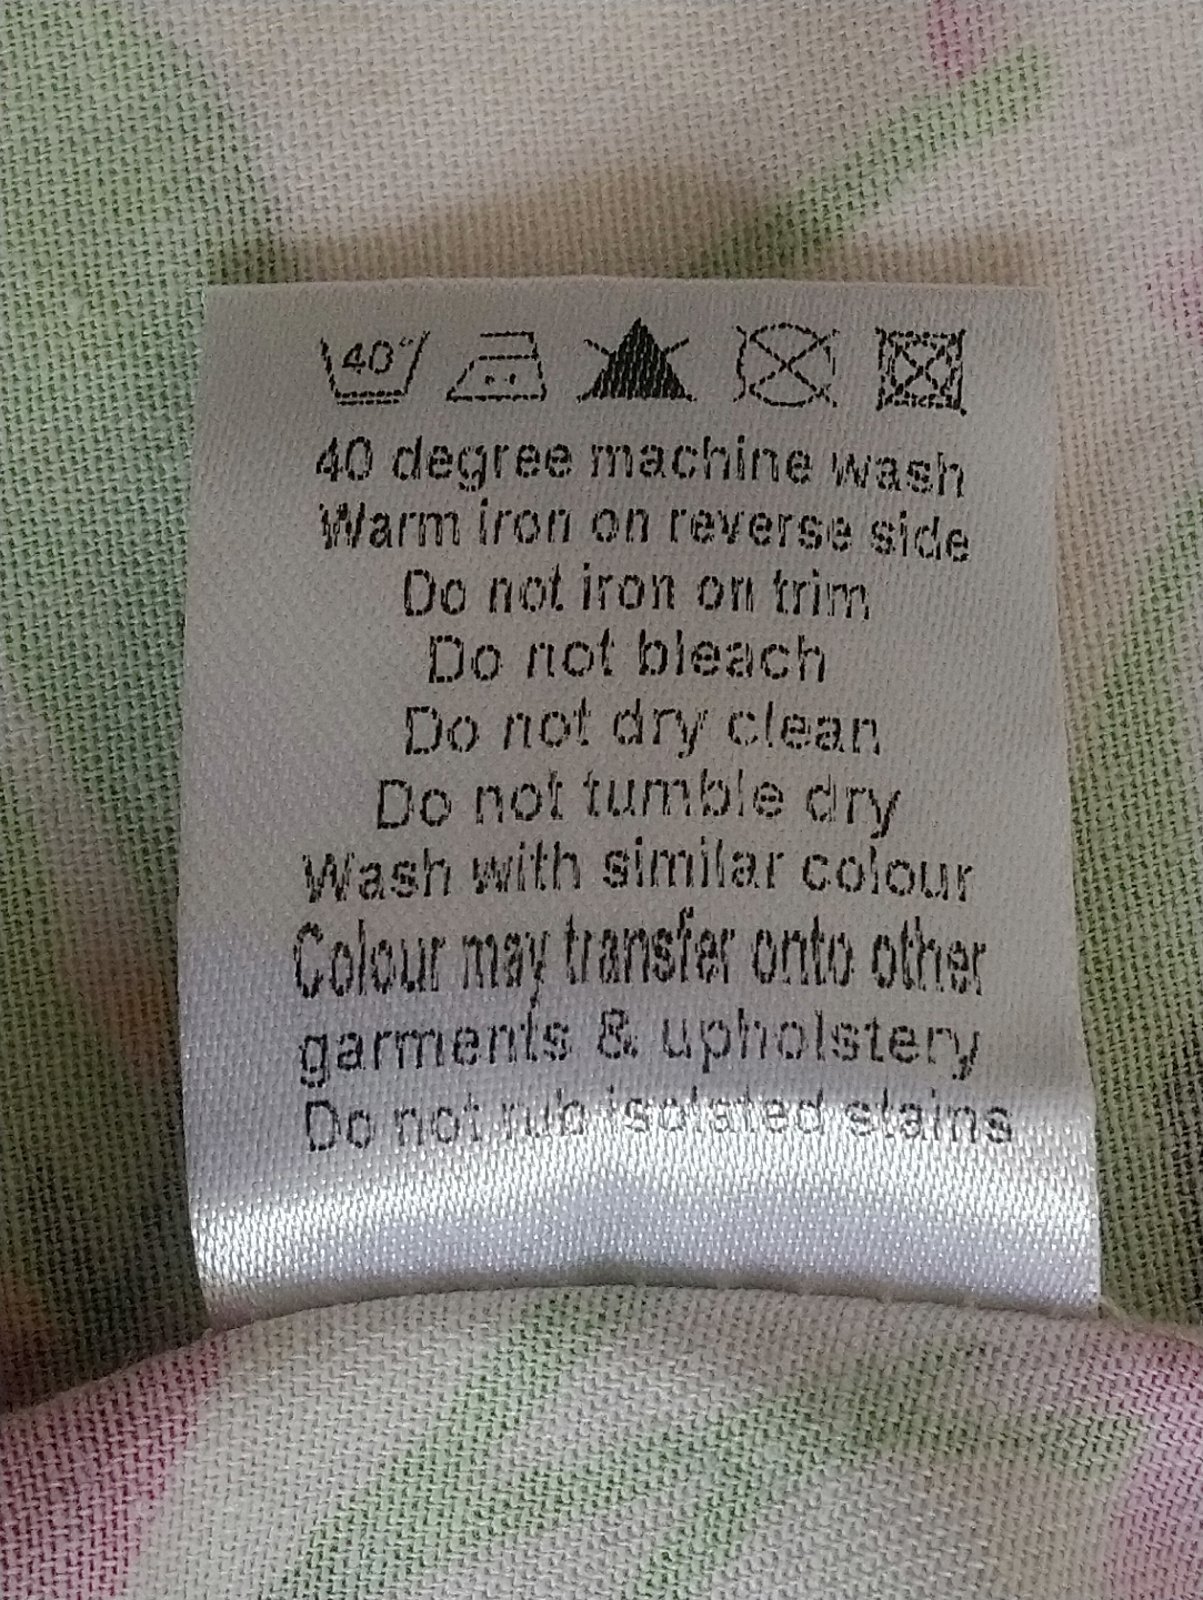 40°
40 degree machine wash
Warm iron on reverse side
Do not iron on trim
Do not bleach
Do not dry clean
Do not tumble dry
Wash with similar colour
Colour may transfer onto other
garments & upholstery
Do not rub isolated stains